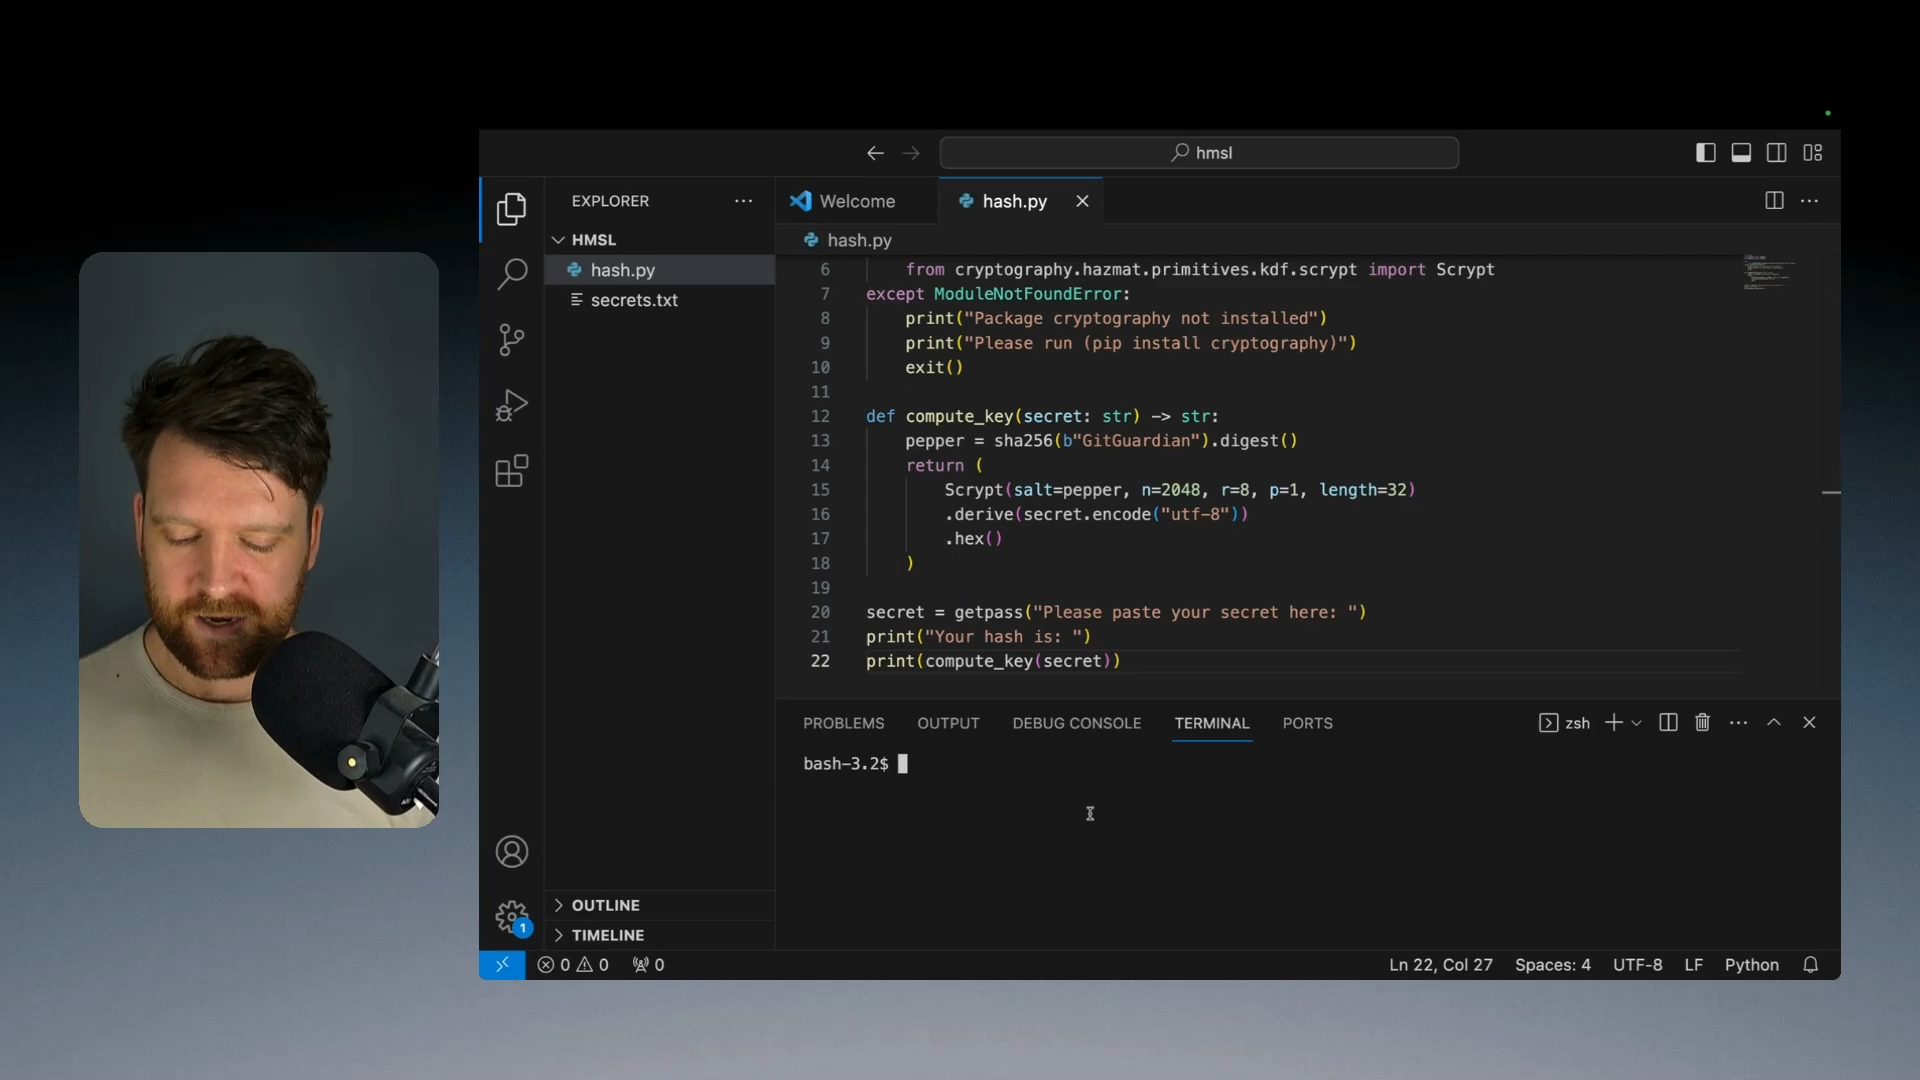 hmsl
EXPLORER
Welcome
hash.py
HMSL
hash.py
hash.py
secrets.txt
6 from cryptography.hazmat.primitives.kdf.scrypt import Scrypt
7 except ModuleNotFoundError:
8 print("Package cryptography not installed")
9 print("Please run (pip install cryptography)")
10 exit()
11
12 def compute_key(secret: str) -> str:
13 pepper = sha256(b"GitGuardian").digest()
14 return (
15 Scrypt(salt=pepper, n=2048, r=8, p=1, length=32)
16 .derive(secret.encode("utf-8"))
17 .hex()
18 )
19
20 secret = getpass("Please paste your secret here: ")
21 print("Your hash is: ")
22 print(compute_key(secret))
PROBLEMS OUTPUT DEBUG CONSOLE TERMINAL PORTS zsh
bash-3.2$
OUTLINE
TIMELINE
1
0 0 0 Ln 22, Col 27 Spaces: 4 UTF-8 LF Python